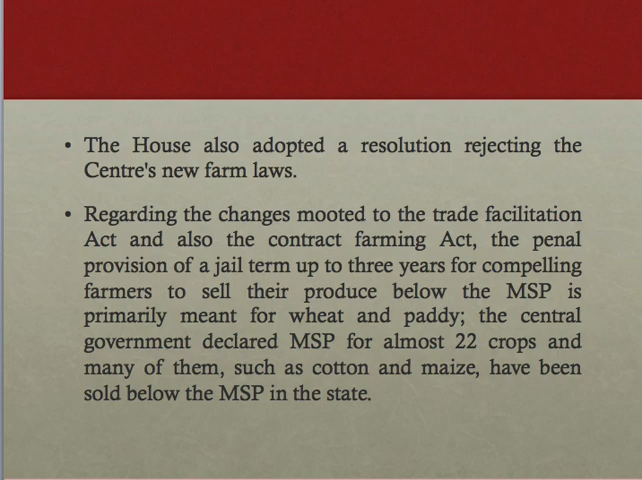 • The House also adopted a resolution rejecting the
Centre's new farm laws.
• Regarding the changes mooted to the trade facilitation
Act and also the contract farming Act, the penal
provision of a jail term up to three years for compelling
farmers to sell their produce below the MSP is
primarily meant for wheat and paddy; the central
government declared MSP for almost 22 crops and
many of them, such as cotton and maize, have been
sold below the MSP in the state.